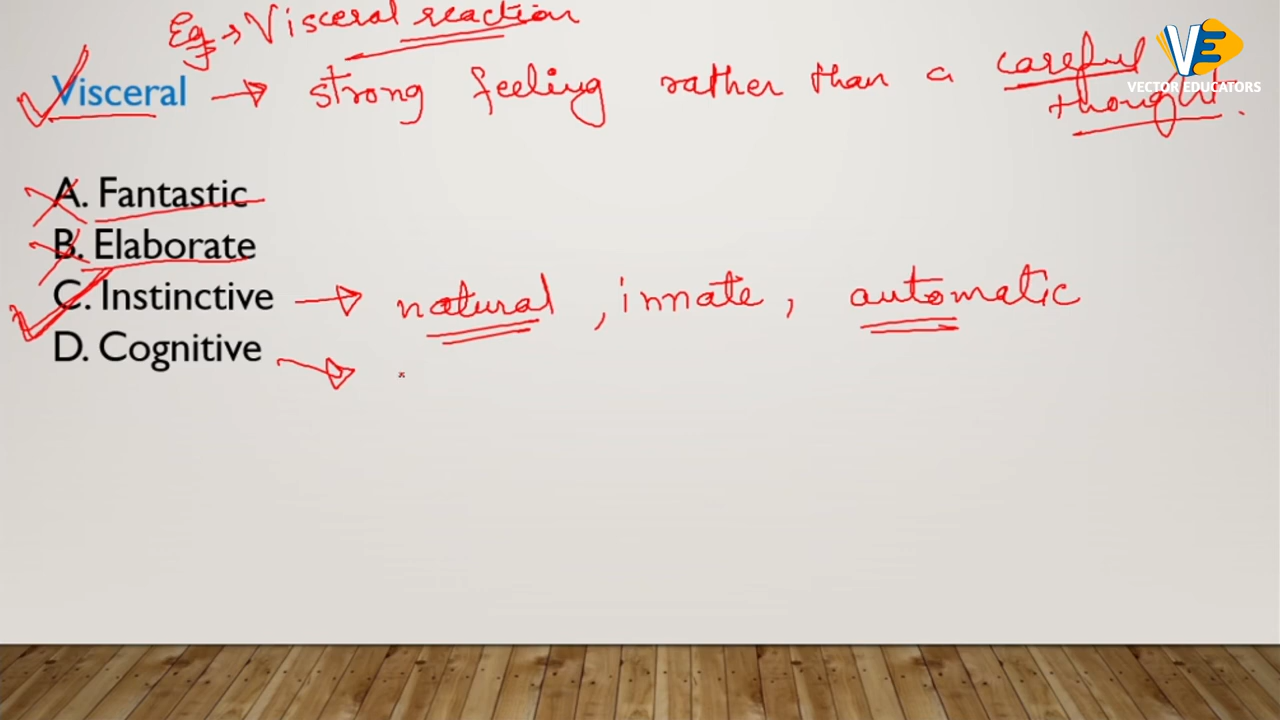 Eg → Visceral reaction
Visceral → strong feeling rather than a careful
thought.
VE
VECTOR EDUCATORS
A. Fantastic
B. Elaborate
C. Instinctive → natural, innate, automatic
D. Cognitive →